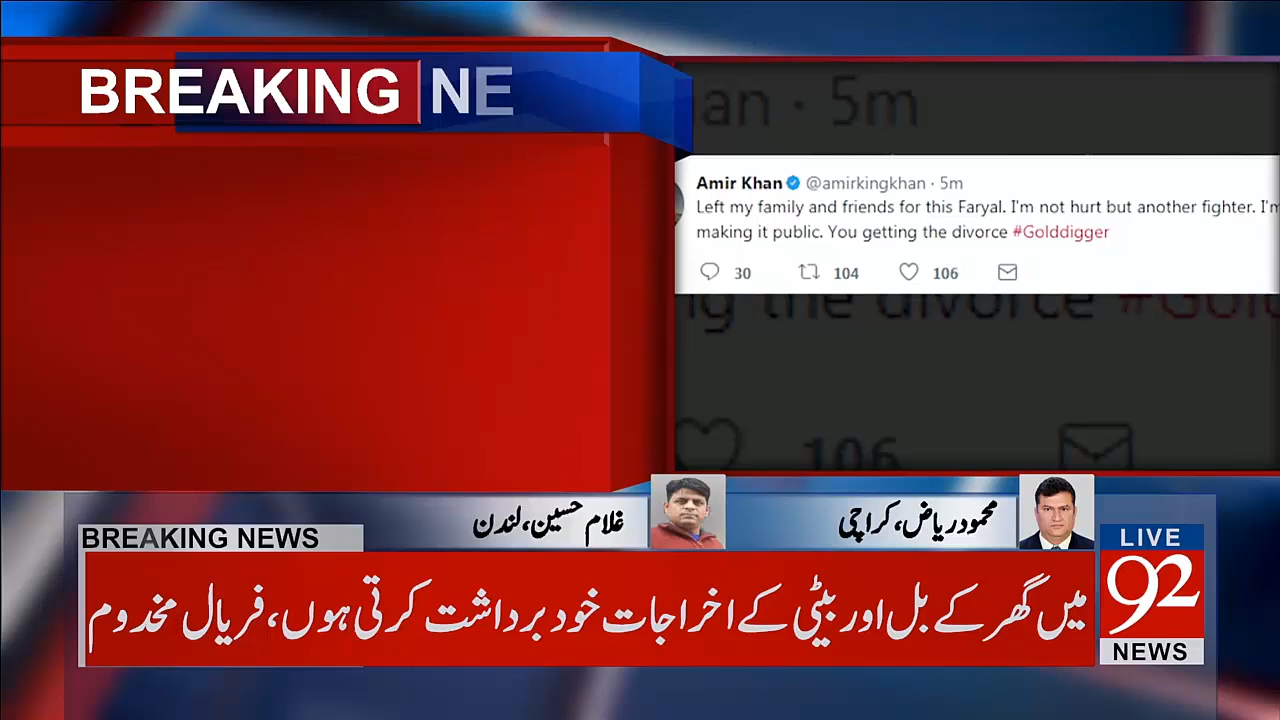 BREAKING NE
an · 5m
Amir Khan @amirkingkhan · 5m
Left my family and friends for this Faryal. I'm not hurt but another fighter. I'm
making it public. You getting the divorce #Golddigger
30 104 106
ng the divorce #Gold
106
محمود ریاض، کراچی
غلام حسین، لندن
BREAKING NEWS
میں گھر کے بل اور بیٹی کے اخراجات خود برداشت کرتی ہوں، فریال مخدوم
LIVE
92
NEWS